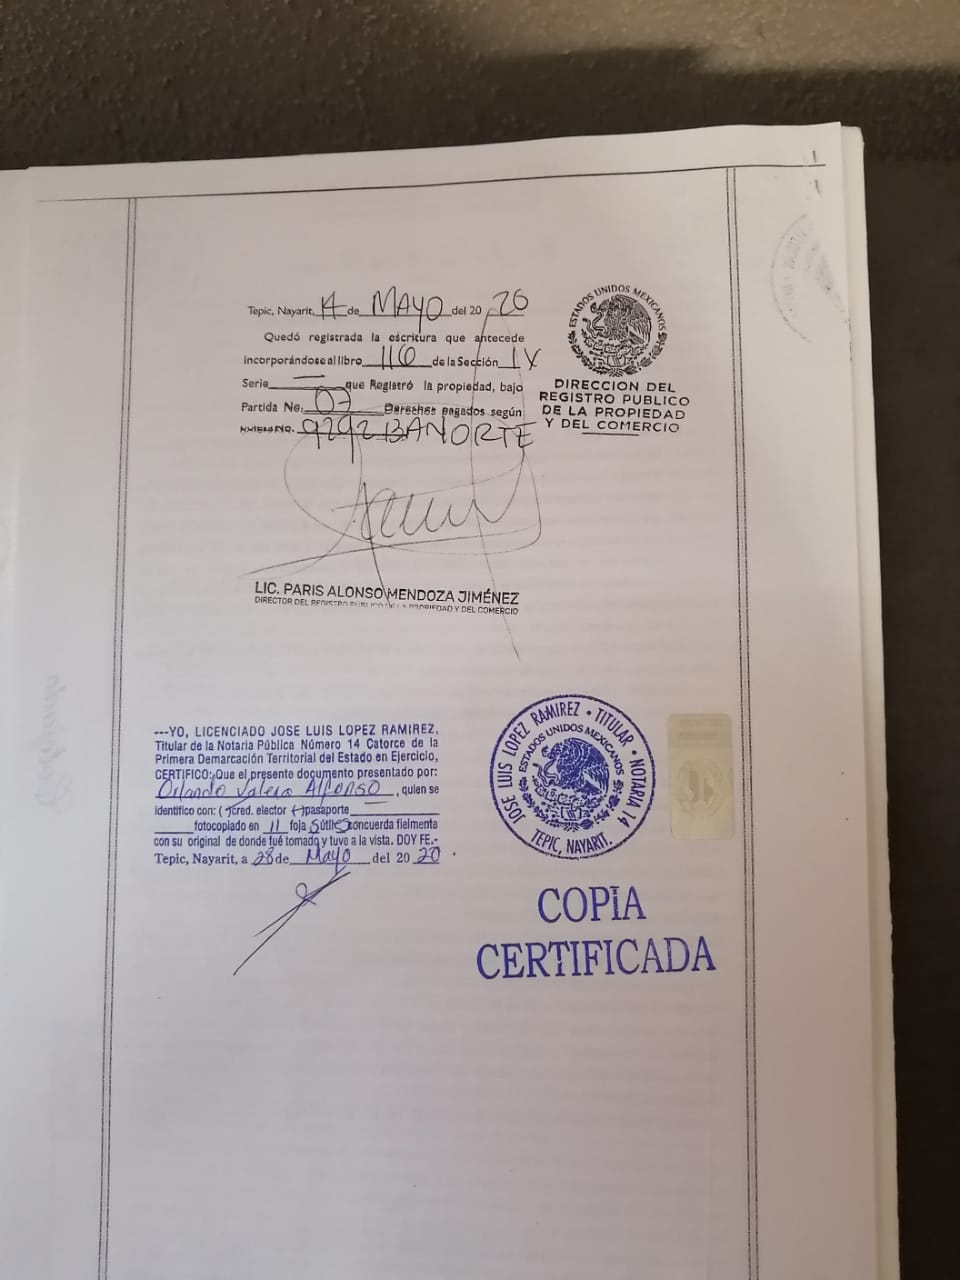 Tepic, Nayarit, 14 de MAYO del 20 20
Quedó registrada la escritura que antecede
incorporándose al libro 116 de la Sección IX
Serie — que Registró la propiedad, bajo
Partida No. 07 Derechos pagados según
No. 9292 BANORTE
ESTADOS UNIDOS MEXICANOS
DIRECCION DEL
REGISTRO PUBLICO
DE LA PROPIEDAD
Y DEL COMERCIO
LIC. PARIS ALONSO MENDOZA JIMÉNEZ
DIRECTOR DEL REGISTRO PUBLICO DE LA PROPIEDAD Y DEL COMERCIO
---YO, LICENCIADO JOSE LUIS LOPEZ RAMIREZ,
Titular de la Notaría Pública Número 14 Catorce de la
Primera Demarcación Territorial del Estado en Ejercicio,
CERTIFICO: Que el presente documento presentado por:
Orlando Valera Alfonso, quien se
identifico con: ( ) cred. elector ( ) pasaporte
fotocopiado en 11 foja s útiles concuerda fielmente
con su original de donde fué tomado y tuve a la vista. DOY FE.-
Tepic, Nayarit, a 28 de Mayo del 20 20
JOSE LUIS LOPEZ RAMIREZ • TITULAR • NOTARIA 14
ESTADOS UNIDOS MEXICANOS
TEPIC, NAYARIT.
COPIA
CERTIFICADA